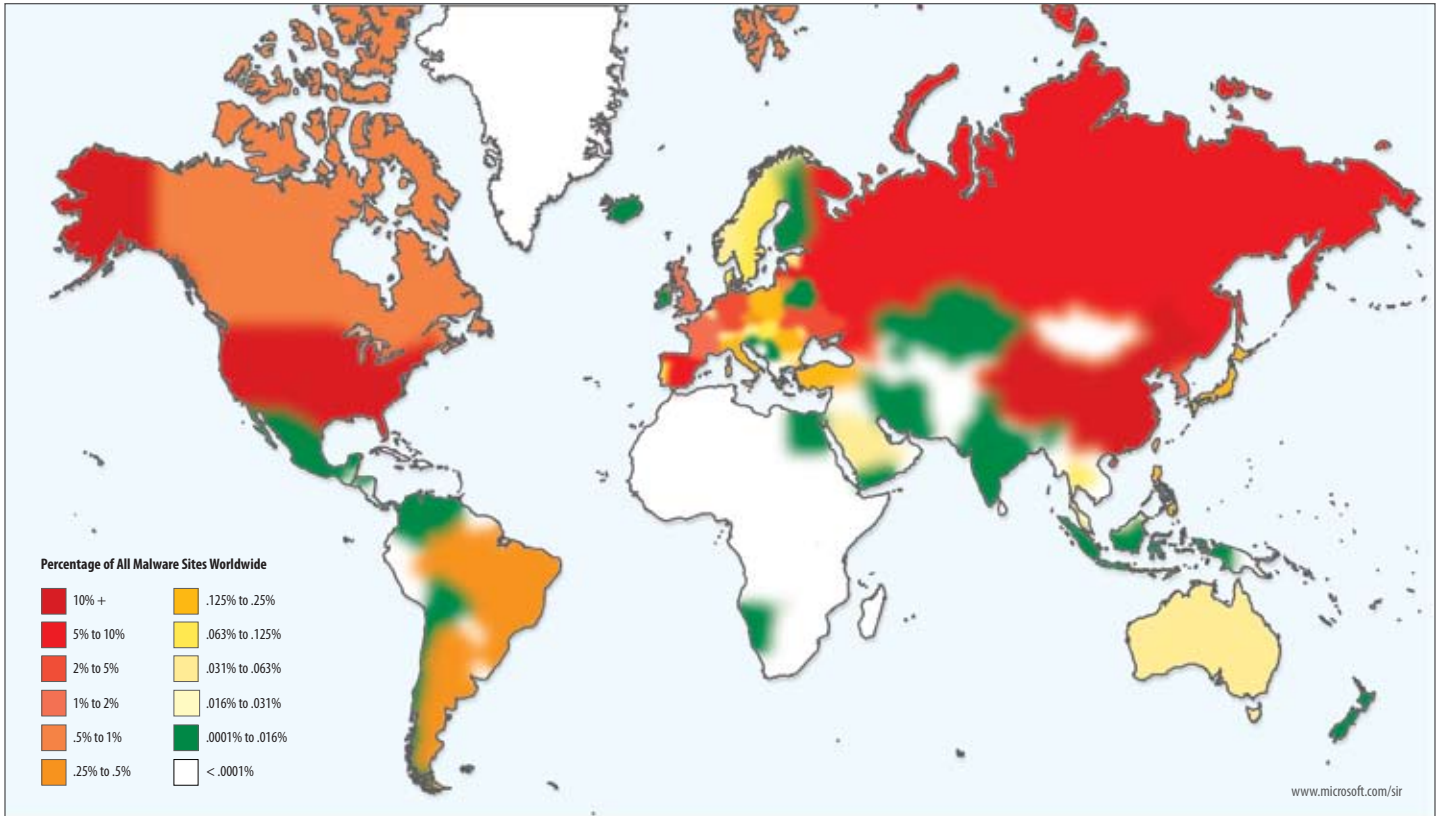 Percentage of All Malware Sites Worldwide
10% +
5% to 10%
2% to 5%
1% to 2%
.5% to 1%
.25% to .5%
.125% to .25%
.063% to .125%
.031% to .063%
.016% to .031%
.0001% to .016%
< .0001%
www.microsoft.com/sir